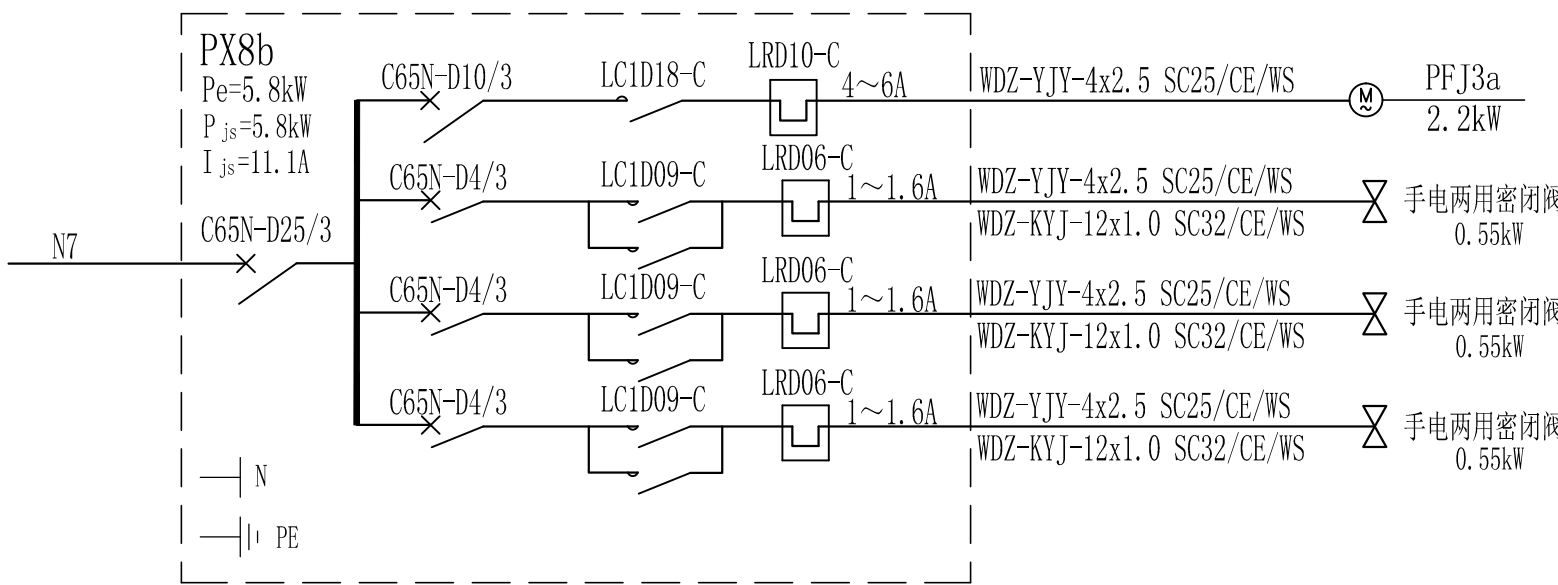 PX8b
Pe=5.8kW
P js=5.8kW
I js=11.1A
C65N-D25/3
N7
C65N-D10/3
LC1D18-C
LRD10-C
4~6A
WDZ-YJY-4x2.5 SC25/CE/WS
M
~
PFJ3a
2.2kW
C65N-D4/3
LC1D09-C
LRD06-C
1~1.6A
WDZ-YJY-4x2.5 SC25/CE/WS
WDZ-KYJ-12x1.0 SC32/CE/WS
手电两用密闭阀
0.55kW
C65N-D4/3
LC1D09-C
LRD06-C
1~1.6A
WDZ-YJY-4x2.5 SC25/CE/WS
WDZ-KYJ-12x1.0 SC32/CE/WS
手电两用密闭阀
0.55kW
C65N-D4/3
LC1D09-C
LRD06-C
1~1.6A
WDZ-YJY-4x2.5 SC25/CE/WS
WDZ-KYJ-12x1.0 SC32/CE/WS
手电两用密闭阀
0.55kW
N
PE